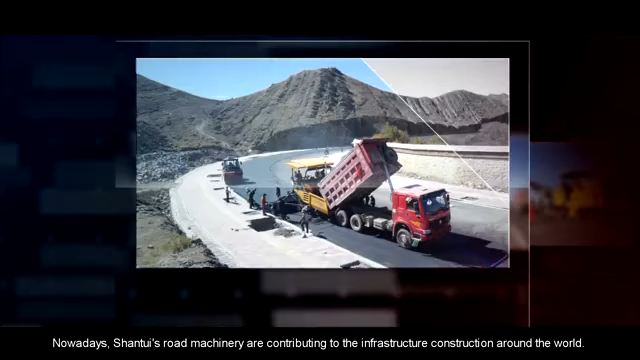 Nowadays, Shantui's road machinery are contributing to the infrastructure construction around the world.